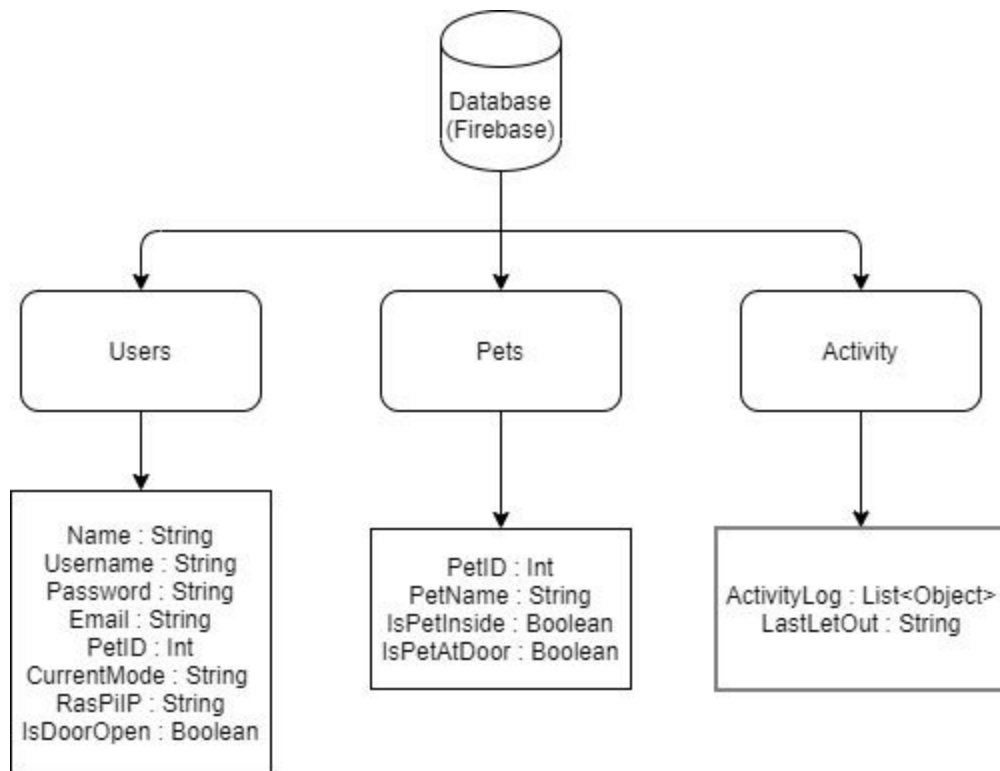 Database
(Firebase)
Users
Pets
Activity
Name : String
Username : String
Password : String
Email : String
PetID : Int
CurrentMode : String
RasPiIP : String
IsDoorOpen : Boolean
PetID : Int
PetName : String
IsPetInside : Boolean
IsPetAtDoor : Boolean
ActivityLog : List<Object>
LastLetOut : String